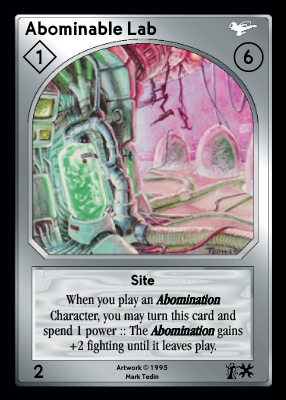 Abominable Lab
1
6
TEDIN
Site
When you play an Abomination
Character, you may turn this card and
spend 1 power :: The Abomination gains
+2 fighting until it leaves play.
2
Artwork © 1995
Mark Tedin